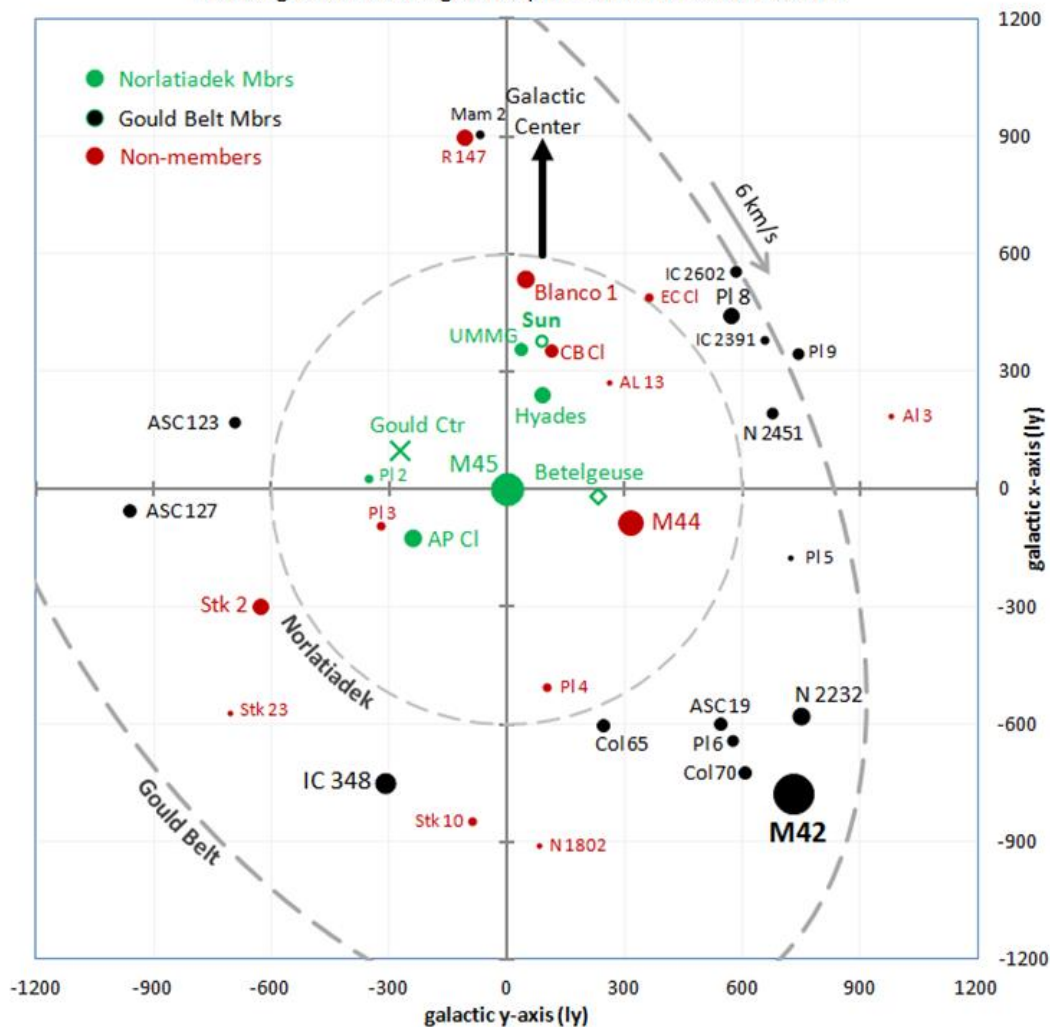 1200
900
600
300
0
-300
-600
-900
-1200
galactic x-axis (ly)
Norlatiadek Mbrs
Gould Belt Mbrs
Non-members
Mam 2
R 147
Galactic
Center
6 km/s
IC 2602
Pl 8
IC 2391
Pl 9
Blanco 1
EC Cl
Sun
UMMG
CB Cl
AL 13
Al 3
Hyades
N 2451
ASC 123
Gould Ctr
M45
Betelgeuse
Pl 2
ASC 127
Pl 3
AP Cl
M44
Pl 5
Stk 2
Norlatiadek
Pl 4
ASC 19
N 2232
Stk 23
Col 65
Pl 6
Col 70
IC 348
M42
Stk 10
N 1802
Gould Belt
-1200
-900
-600
-300
0
300
600
900
1200
galactic y-axis (ly)